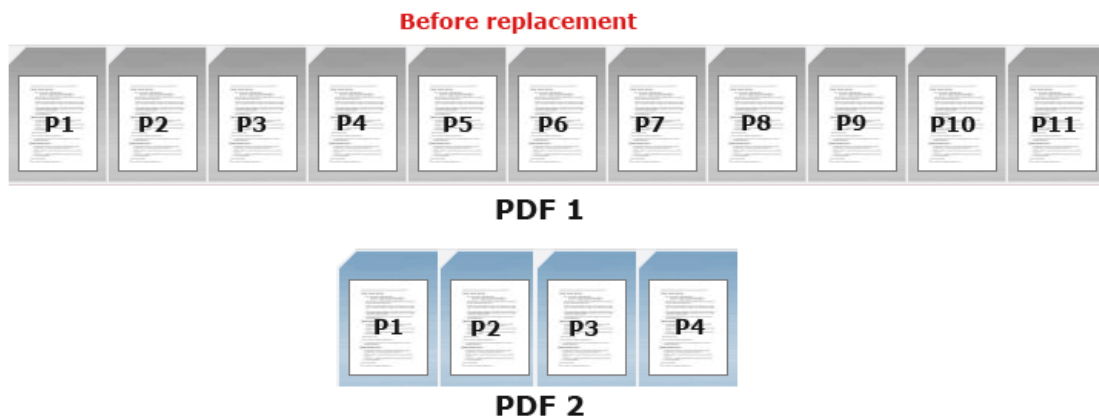 Before replacement
P1 P2 P3 P4 P5 P6 P7 P8 P9 P10 P11
PDF 1
P1 P2 P3 P4
PDF 2